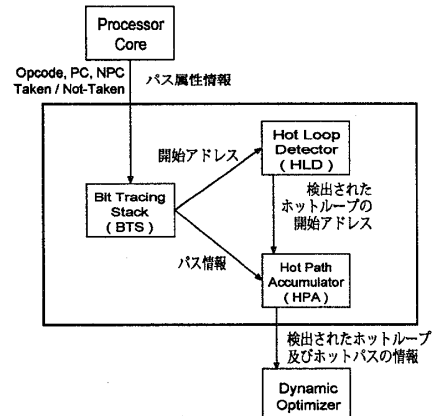 Processor
Core
Opcode, PC, NPC
Taken / Not-Taken
パス属性情報
開始アドレス
Hot Loop
Detector
( HLD )
Bit Tracing
Stack
( BTS )
検出された
ホットループの
開始アドレス
パス情報
Hot Path
Accumulator
( HPA )
検出されたホットループ
及びホットパスの情報
Dynamic
Optimizer